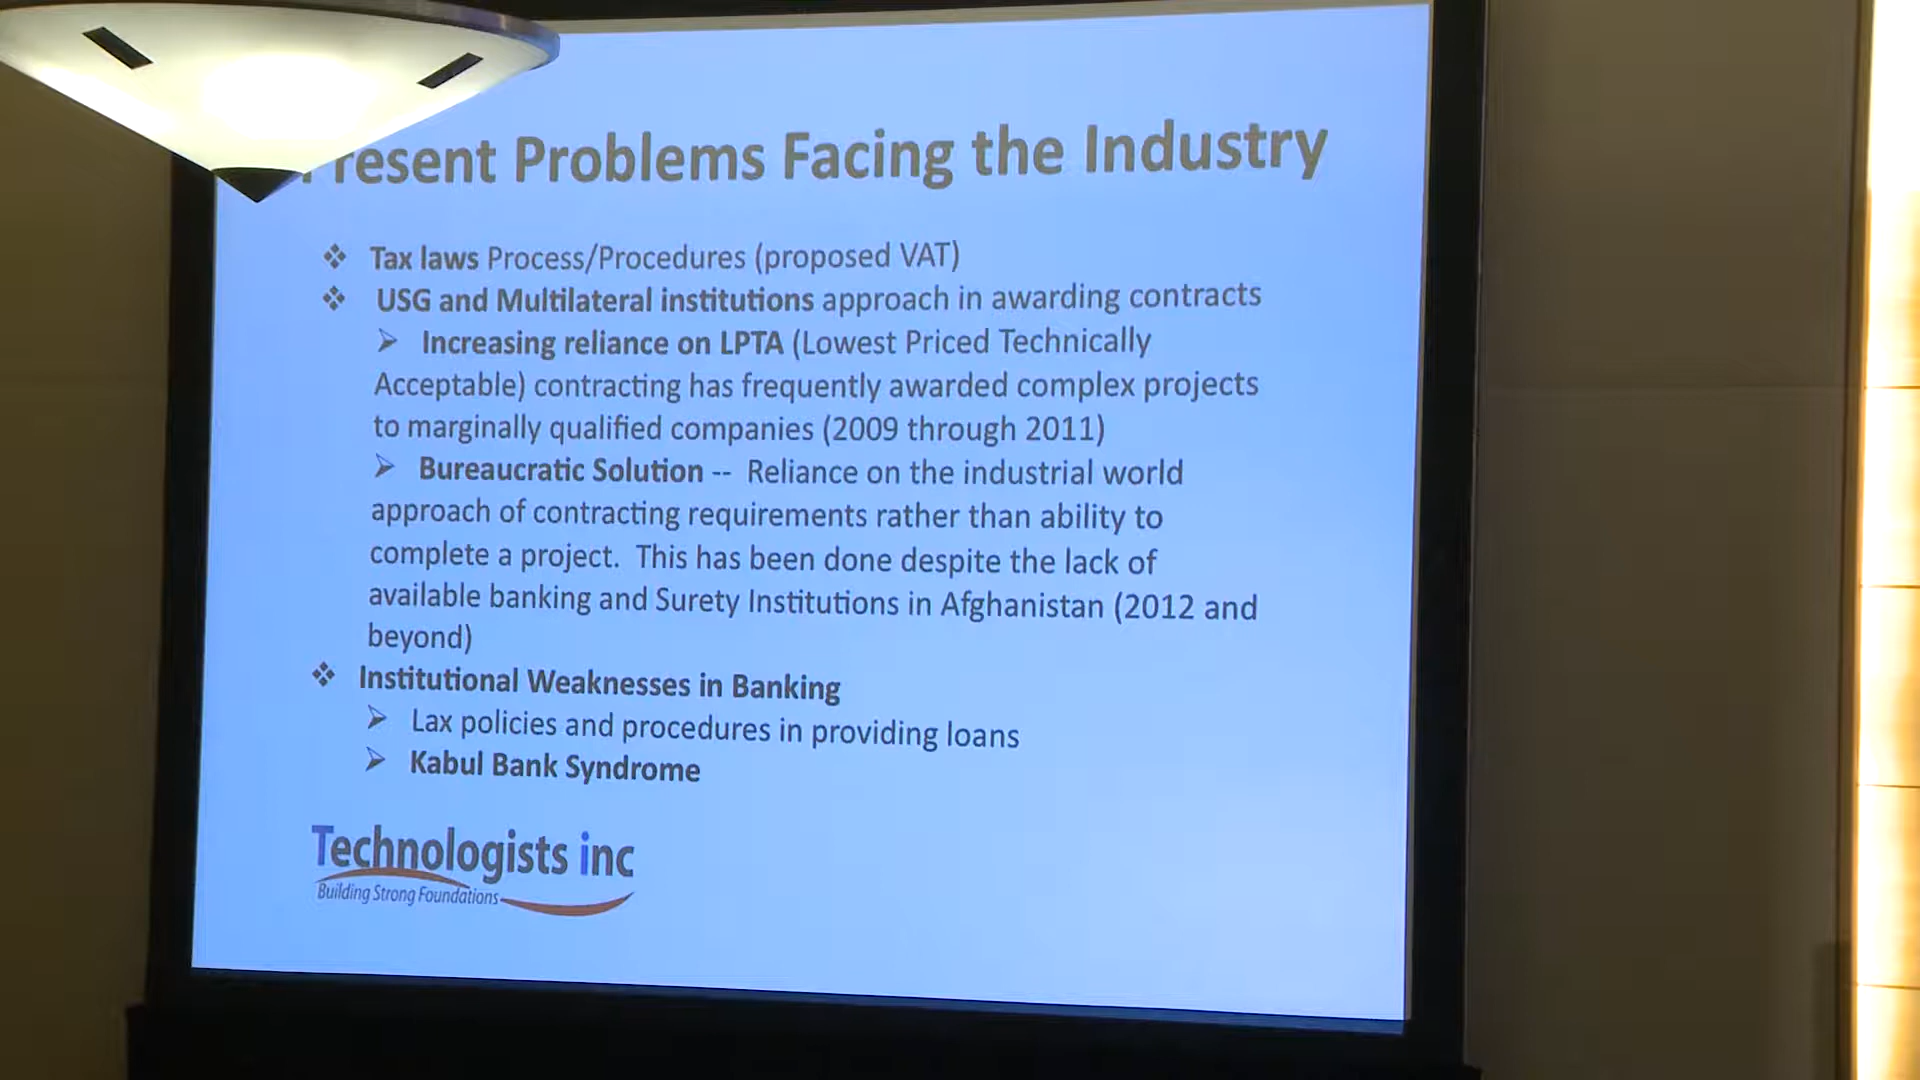 Present Problems Facing the Industry
❖ Tax laws Process/Procedures (proposed VAT)
❖ USG and Multilateral institutions approach in awarding contracts
➢ Increasing reliance on LPTA (Lowest Priced Technically
Acceptable) contracting has frequently awarded complex projects
to marginally qualified companies (2009 through 2011)
➢ Bureaucratic Solution -- Reliance on the industrial world
approach of contracting requirements rather than ability to
complete a project. This has been done despite the lack of
available banking and Surety Institutions in Afghanistan (2012 and
beyond)
❖ Institutional Weaknesses in Banking
➢ Lax policies and procedures in providing loans
➢ Kabul Bank Syndrome
Technologists inc
Building Strong Foundations